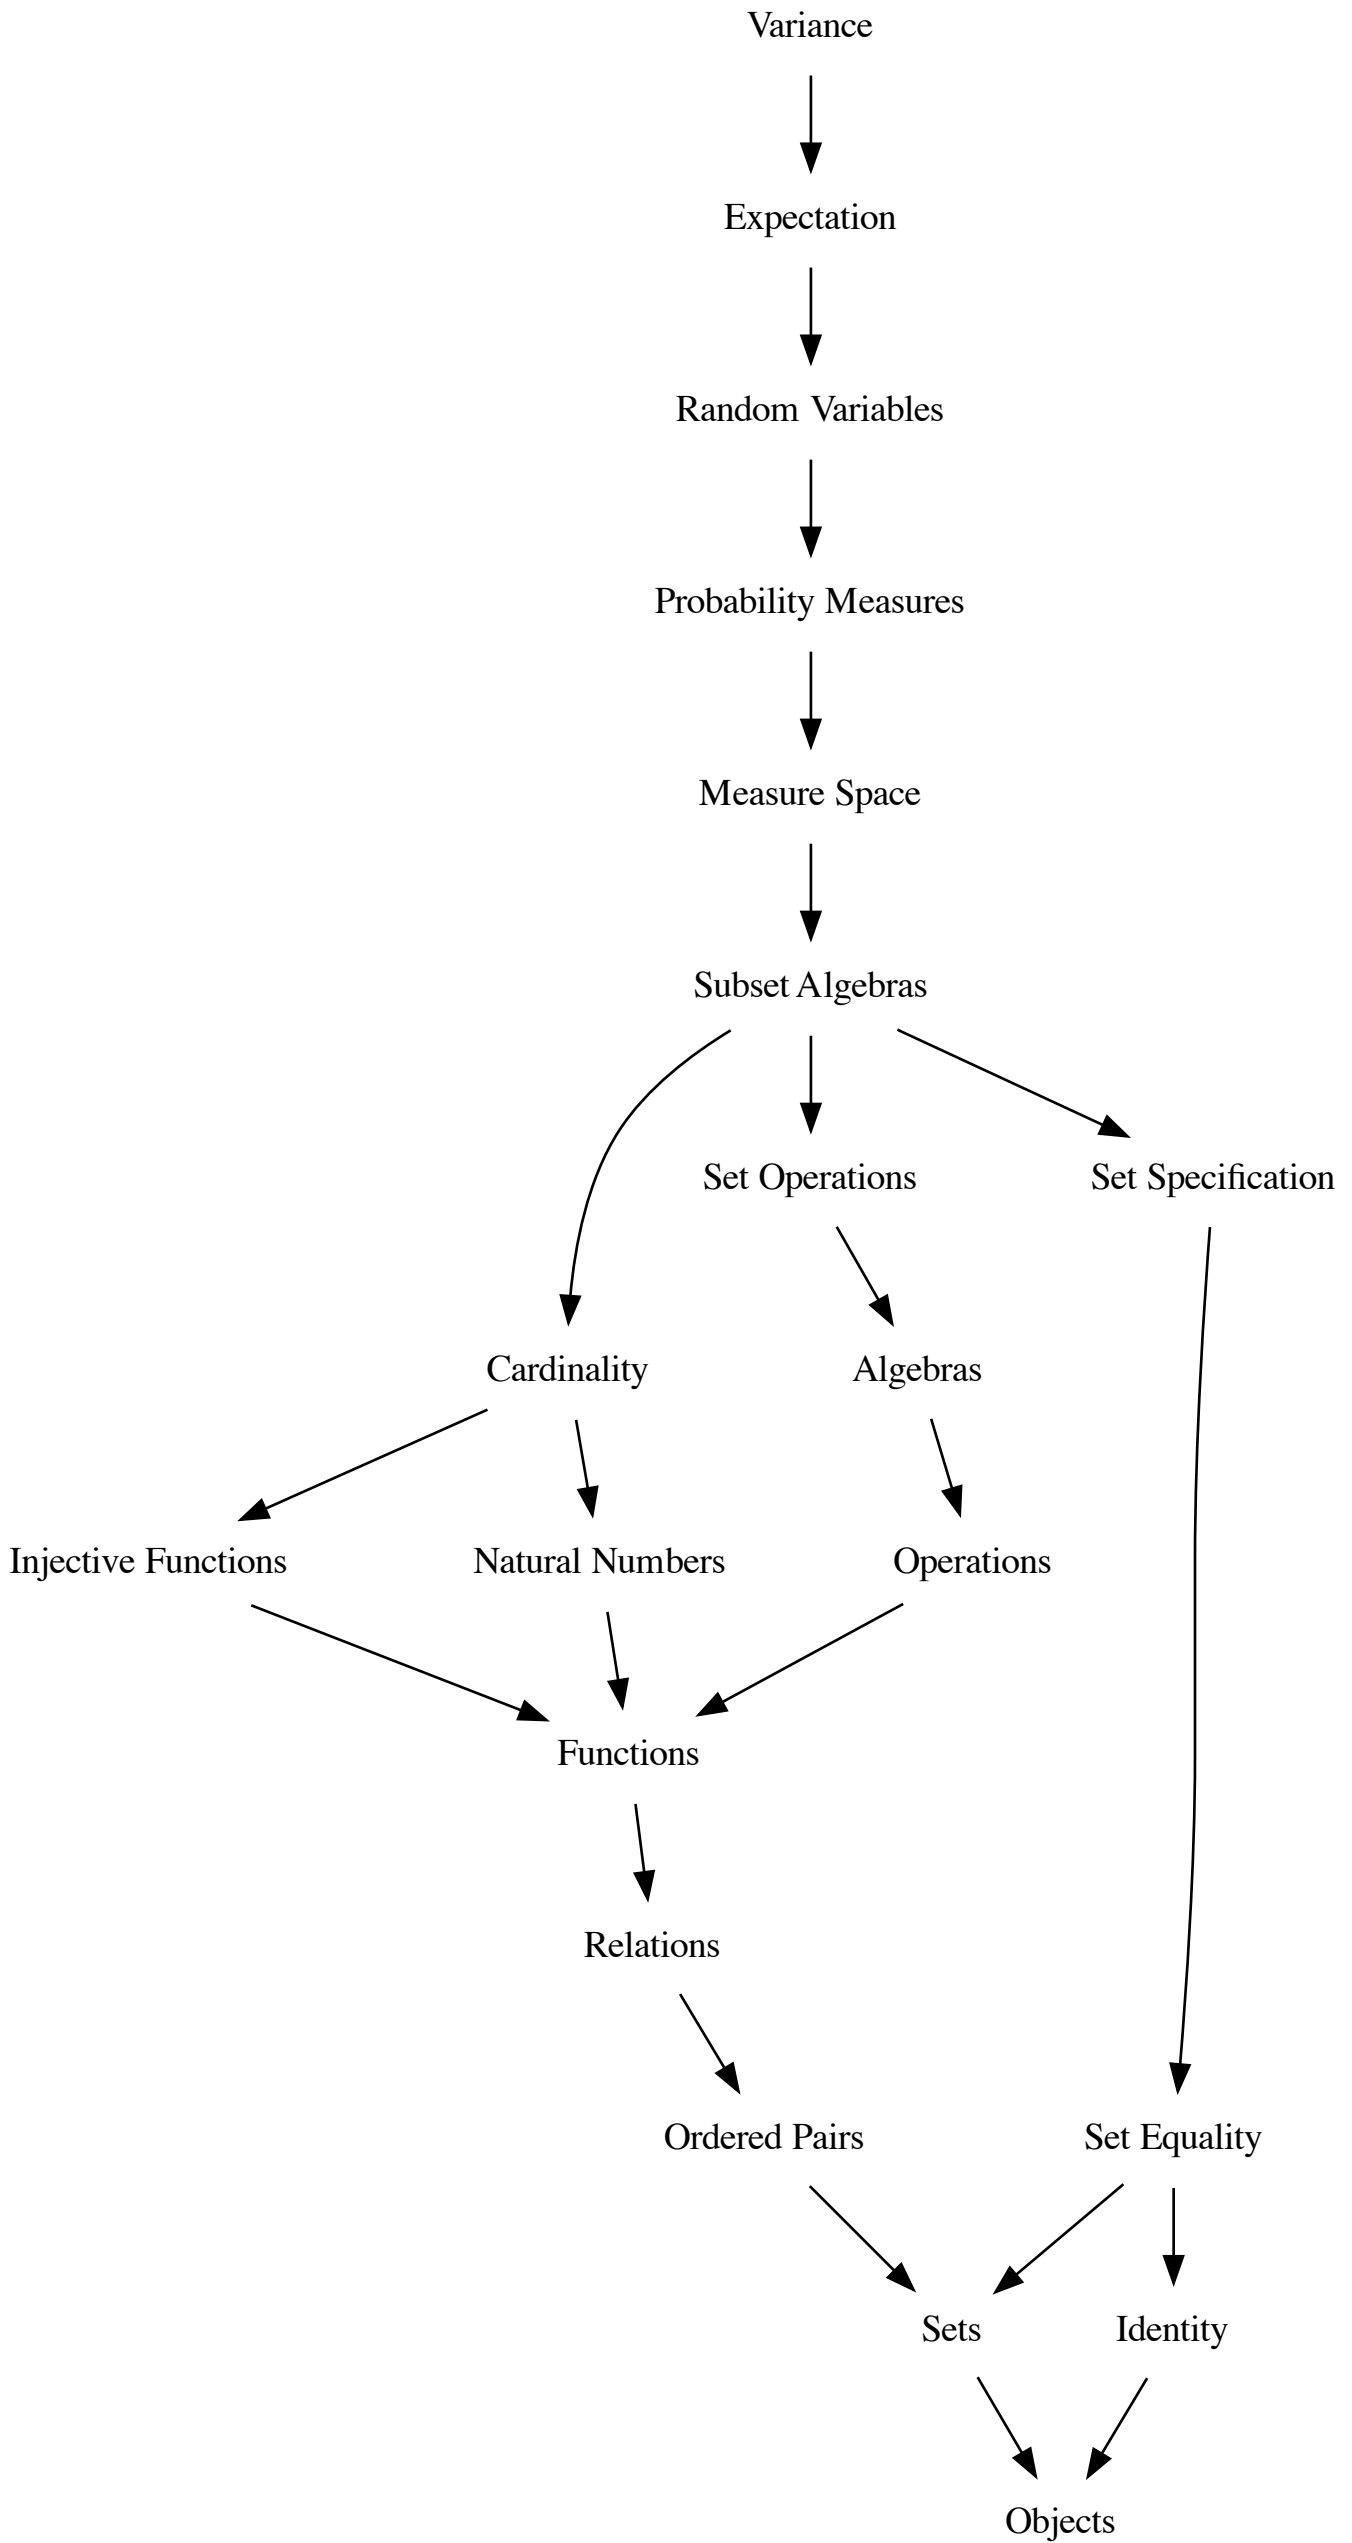 Variance
Expectation
Random Variables
Probability Measures
Measure Space
Subset Algebras
Set Operations
Set Specification
Cardinality
Algebras
Injective Functions
Natural Numbers
Operations
Functions
Relations
Ordered Pairs
Set Equality
Sets
Identity
Objects